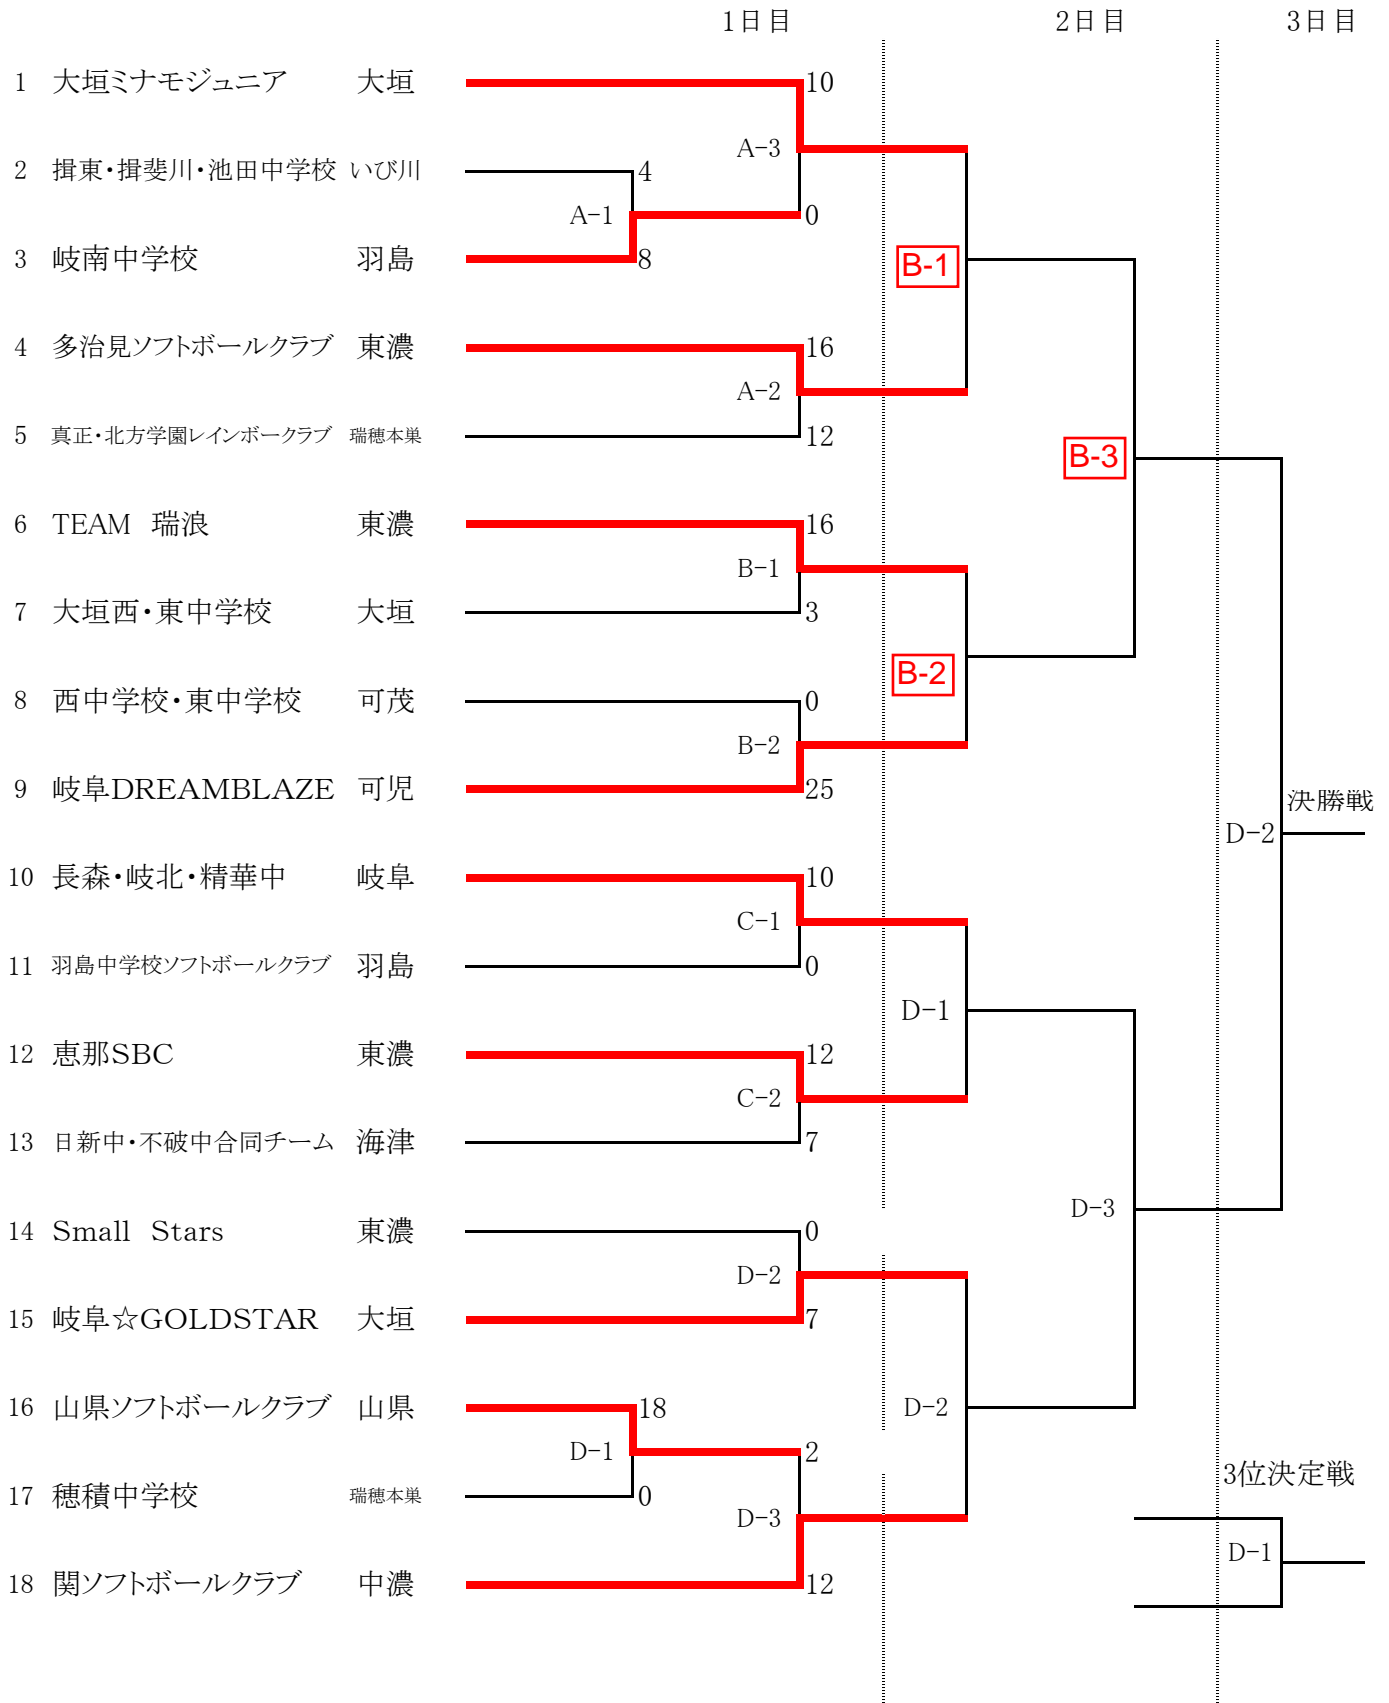 1日目 2日目 3日目
1 大垣ミナモジュニア 大垣 10
A-3
2 揖東・揖斐川・池田中学校 いび川 4
A-1 0
3 岐南中学校 羽島 8
B-1
4 多治見ソフトボールクラブ 東濃 16
A-2
5 真正・北方学園レインボークラブ 瑞穂本巣 12
B-3
6 TEAM 瑞浪 東濃 16
B-1
7 大垣西・東中学校 大垣 3
B-2
8 西中学校・東中学校 可茂 0
B-2
9 岐阜DREAMBLAZE 可児 25
決勝戦
D-2
10 長森・岐北・精華中 岐阜 10
C-1
11 羽島中学校ソフトボールクラブ 羽島 0
D-1
12 恵那SBC 東濃 12
C-2
13 日新中・不破中合同チーム 海津 7
D-3
14 Small Stars 東濃 0
D-2
15 岐阜☆GOLDSTAR 大垣 7
16 山県ソフトボールクラブ 山県 18 D-2
D-1 2
3位決定戦
17 穂積中学校 瑞穂本巣 0
D-3
D-1
18 関ソフトボールクラブ 中濃 12